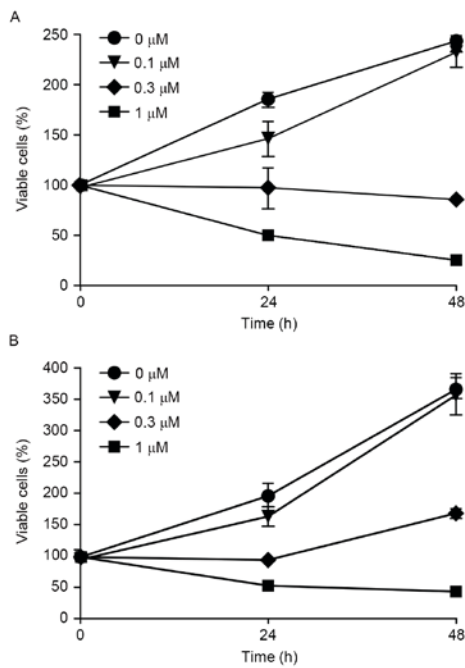 A
250
200
150
100
50
0
Viable cells (%)
0 μM
0.1 μM
0.3 μM
1 μM
0
24
48
Time (h)
B
400
350
300
250
200
150
100
50
0
Viable cells (%)
0 μM
0.1 μM
0.3 μM
1 μM
0
24
48
Time (h)